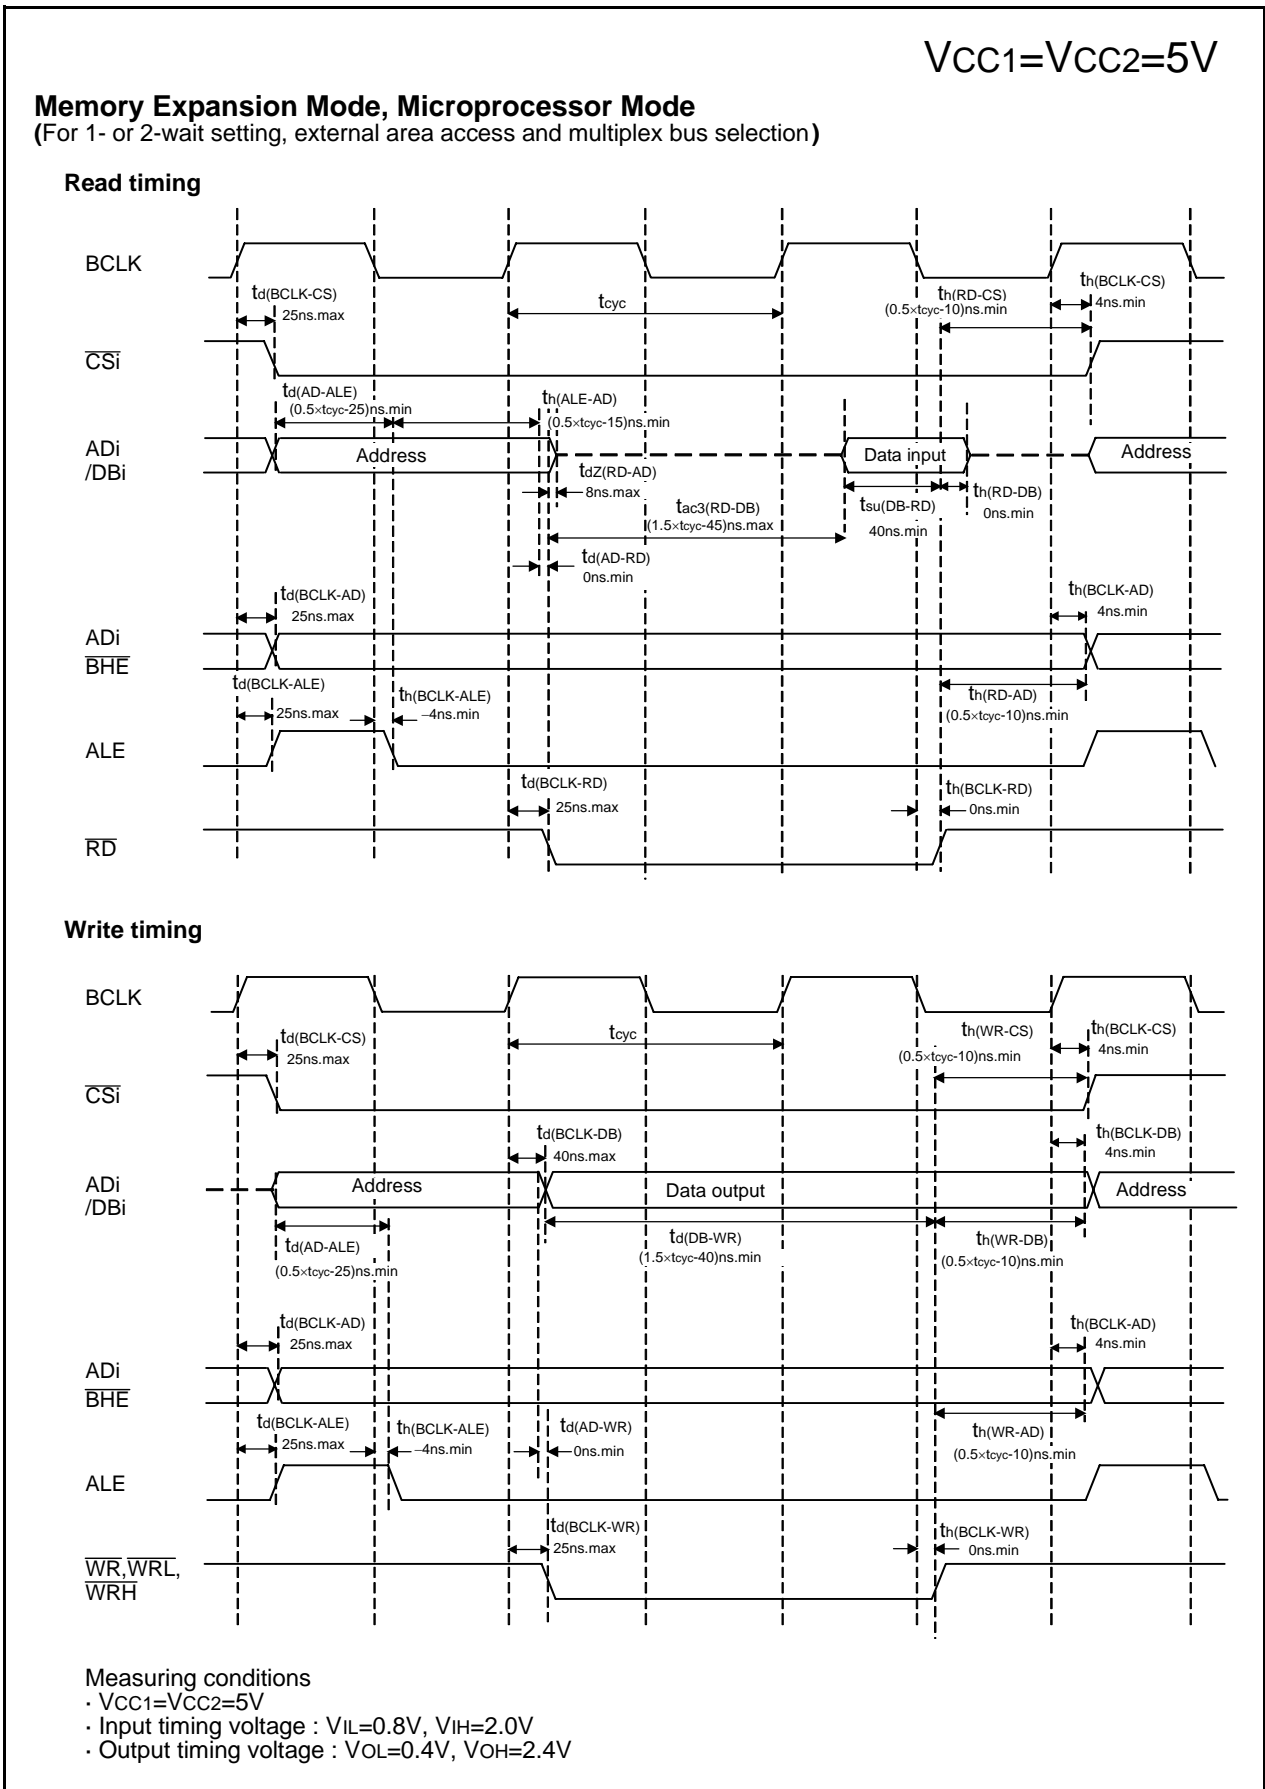 VCC1=VCC2=5V
Memory Expansion Mode, Microprocessor Mode
(For 1- or 2-wait setting, external area access and multiplex bus selection)
Read timing
BCLK
td(BCLK-CS)
25ns.max
tcyc
th(RD-CS)
(0.5×tcyc-10)ns.min
th(BCLK-CS)
4ns.min
CSi
td(AD-ALE)
(0.5×tcyc-25)ns.min
th(ALE-AD)
(0.5×tcyc-15)ns.min
ADi
/DBi
Address
Data input
Address
tdZ(RD-AD)
8ns.max
tac3(RD-DB)
(1.5×tcyc-45)ns.max
tsu(DB-RD)
40ns.min
th(RD-DB)
0ns.min
td(AD-RD)
0ns.min
td(BCLK-AD)
25ns.max
th(BCLK-AD)
4ns.min
ADi
BHE
td(BCLK-ALE)
25ns.max
th(BCLK-ALE)
−4ns.min
th(RD-AD)
(0.5×tcyc-10)ns.min
ALE
td(BCLK-RD)
25ns.max
th(BCLK-RD)
0ns.min
RD
Write timing
BCLK
td(BCLK-CS)
25ns.max
tcyc
th(WR-CS)
(0.5×tcyc-10)ns.min
th(BCLK-CS)
4ns.min
CSi
td(BCLK-DB)
40ns.max
th(BCLK-DB)
4ns.min
ADi
/DBi
Address
Data output
Address
td(AD-ALE)
(0.5×tcyc-25)ns.min
td(DB-WR)
(1.5×tcyc-40)ns.min
th(WR-DB)
(0.5×tcyc-10)ns.min
td(BCLK-AD)
25ns.max
th(BCLK-AD)
4ns.min
ADi
BHE
td(BCLK-ALE)
25ns.max
th(BCLK-ALE)
−4ns.min
td(AD-WR)
0ns.min
th(WR-AD)
(0.5×tcyc-10)ns.min
ALE
td(BCLK-WR)
25ns.max
th(BCLK-WR)
0ns.min
WR,WRL,
WRH
Measuring conditions
· VCC1=VCC2=5V
· Input timing voltage : VIL=0.8V, VIH=2.0V
· Output timing voltage : VOL=0.4V, VOH=2.4V